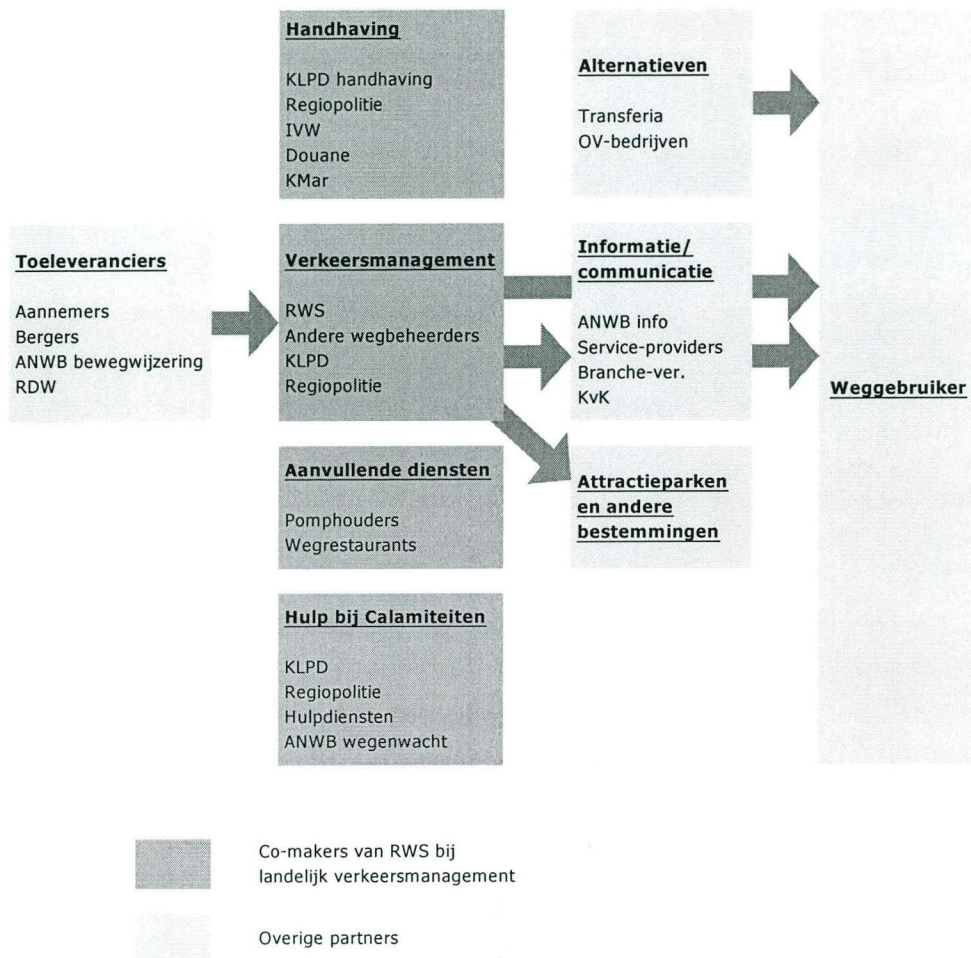 Handhaving
KLPD handhaving
Regiopolitie
IVW
Douane
KMar
Alternatieven
Transferia
OV-bedrijven
Toeleveranciers
Aannemers
Bergers
ANWB bewegwijzering
RDW
Verkeersmanagement
RWS
Andere wegbeheerders
KLPD
Regiopolitie
Informatie/
communicatie
ANWB info
Service-providers
Branche-ver.
KvK
Weggebruiker
Aanvullende diensten
Pomphouders
Wegrestaurants
Attractieparken
en andere
bestemmingen
Hulp bij Calamiteiten
KLPD
Regiopolitie
Hulpdiensten
ANWB wegenwacht
Co-makers van RWS bij
landelijk verkeersmanagement
Overige partners